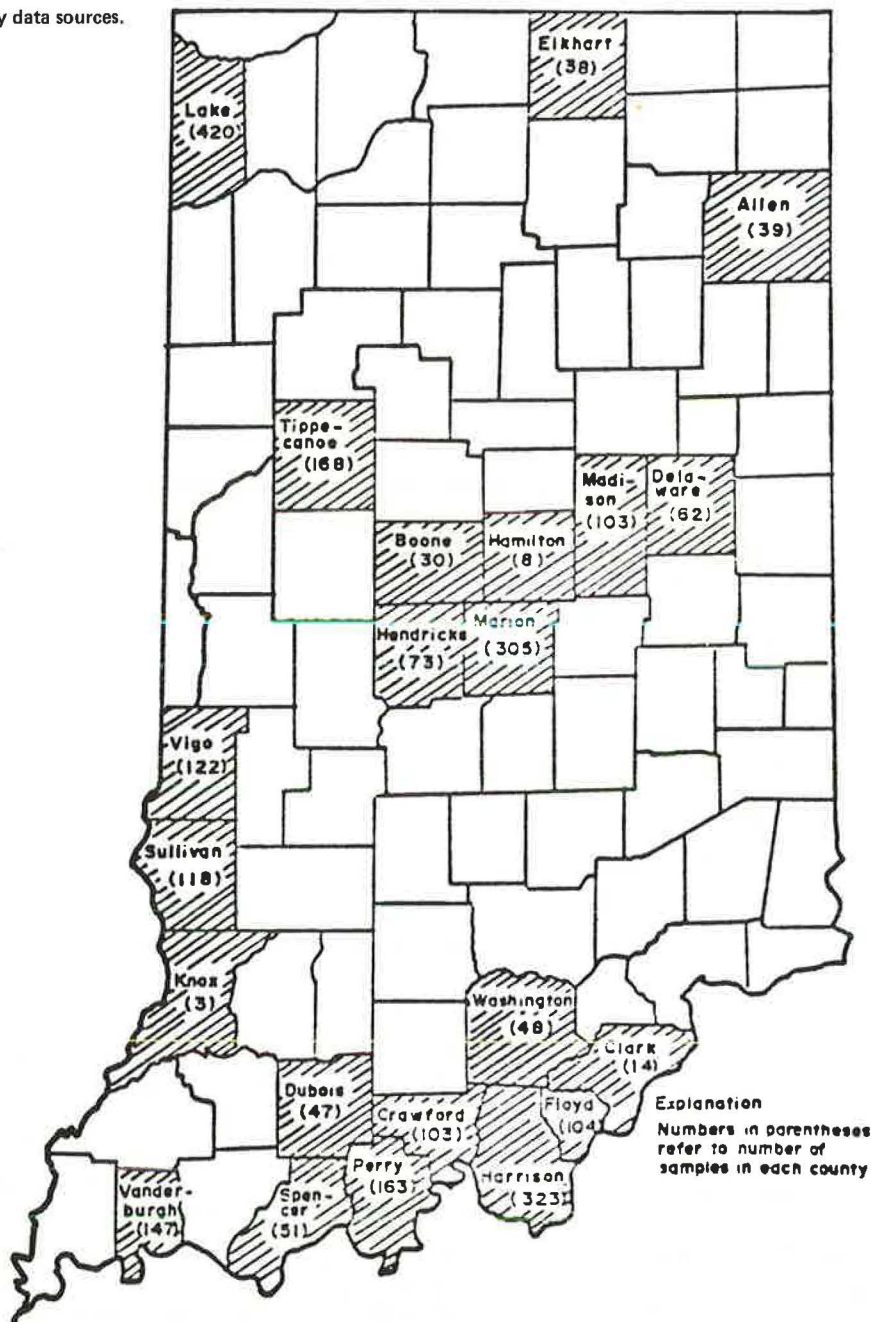 y data sources.
Elkhart
(38)
Lake
(420)
Allen
(39)
Tippe-
canoe
(168)
Madi-
son
(103)
Dela-
ware
(62)
Boone
(30)
Hamilton
(8)
Hendricks
(73)
Marion
(305)
Vigo
(122)
Sullivan
(118)
Knox
(3)
Washington
(48)
Clark
(14)
Dubois
(47)
Crawford
(103)
Floyd
(104)
Perry
(163)
Harrison
(323)
Spen-
cer
(51)
Vander-
burgh
(147)
Explanation
Numbers in parentheses
refer to number of
samples in each county